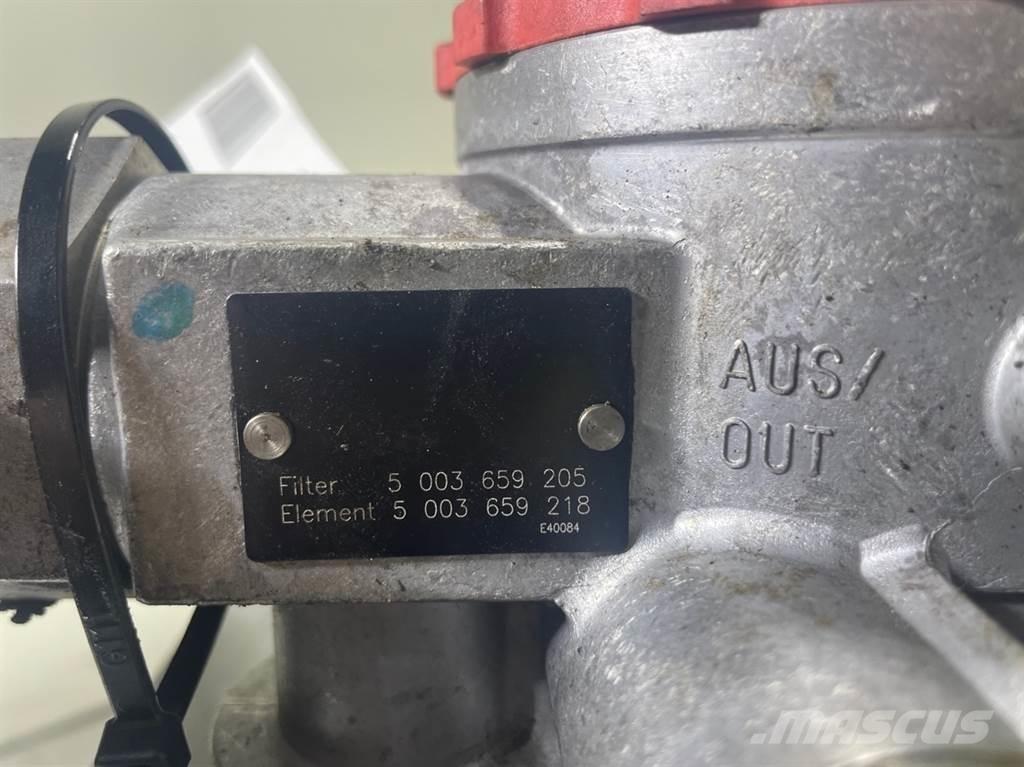 Filter 5 003 659 205
Element 5 003 659 218
E40084
AUS/
OUT
MASCUS